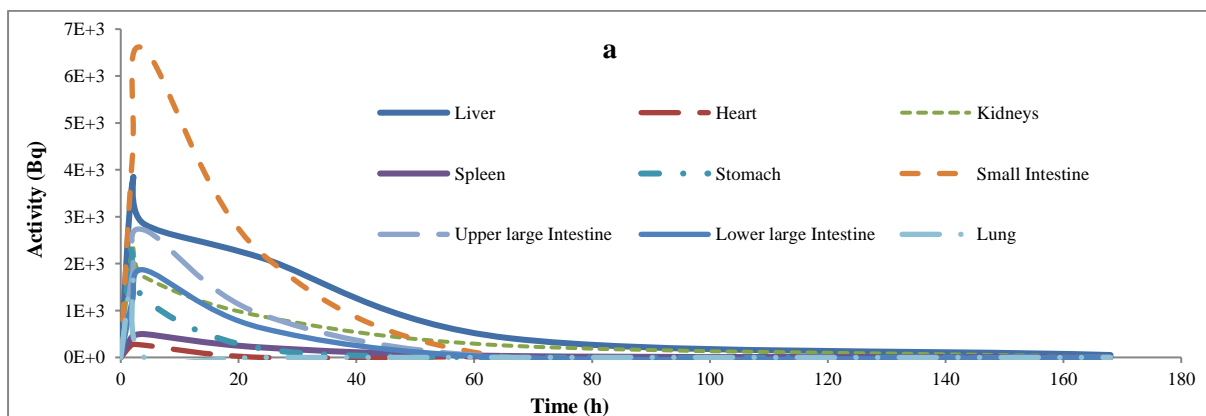 a
7E+3
6E+3
5E+3
4E+3
3E+3
2E+3
1E+3
0E+0
Activity (Bq)
Liver
Heart
Kidneys
Spleen
Stomach
Small Intestine
Upper large Intestine
Lower large Intestine
Lung
0 20 40 60 80 100 120 140 160 180
Time (h)